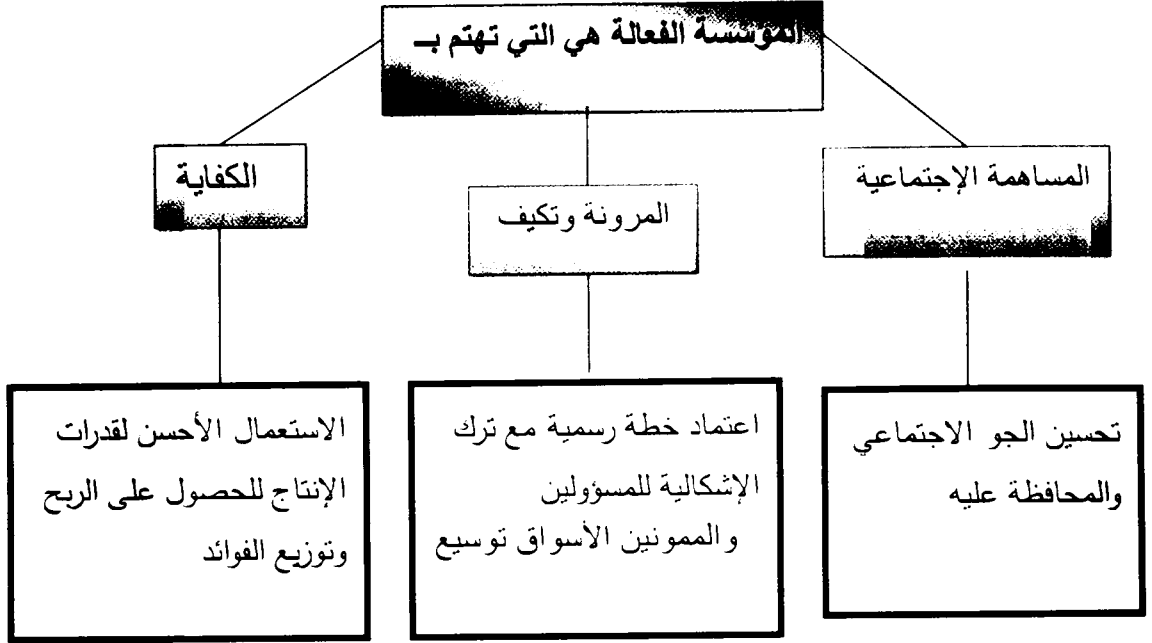 المؤسسة الفعالة هي التي تهتم بـ
المساهمة الإجتماعية
المرونة وتكيف
الكفاية
تحسين الجو الاجتماعي
والمحافظة عليه
اعتماد خطة رسمية مع ترك
الإشكالية للمسؤولين
والممونين الأسواق توسيع
الاستعمال الأحسن لقدرات
الإنتاج للحصول على الربح
وتوزيع الفوائد